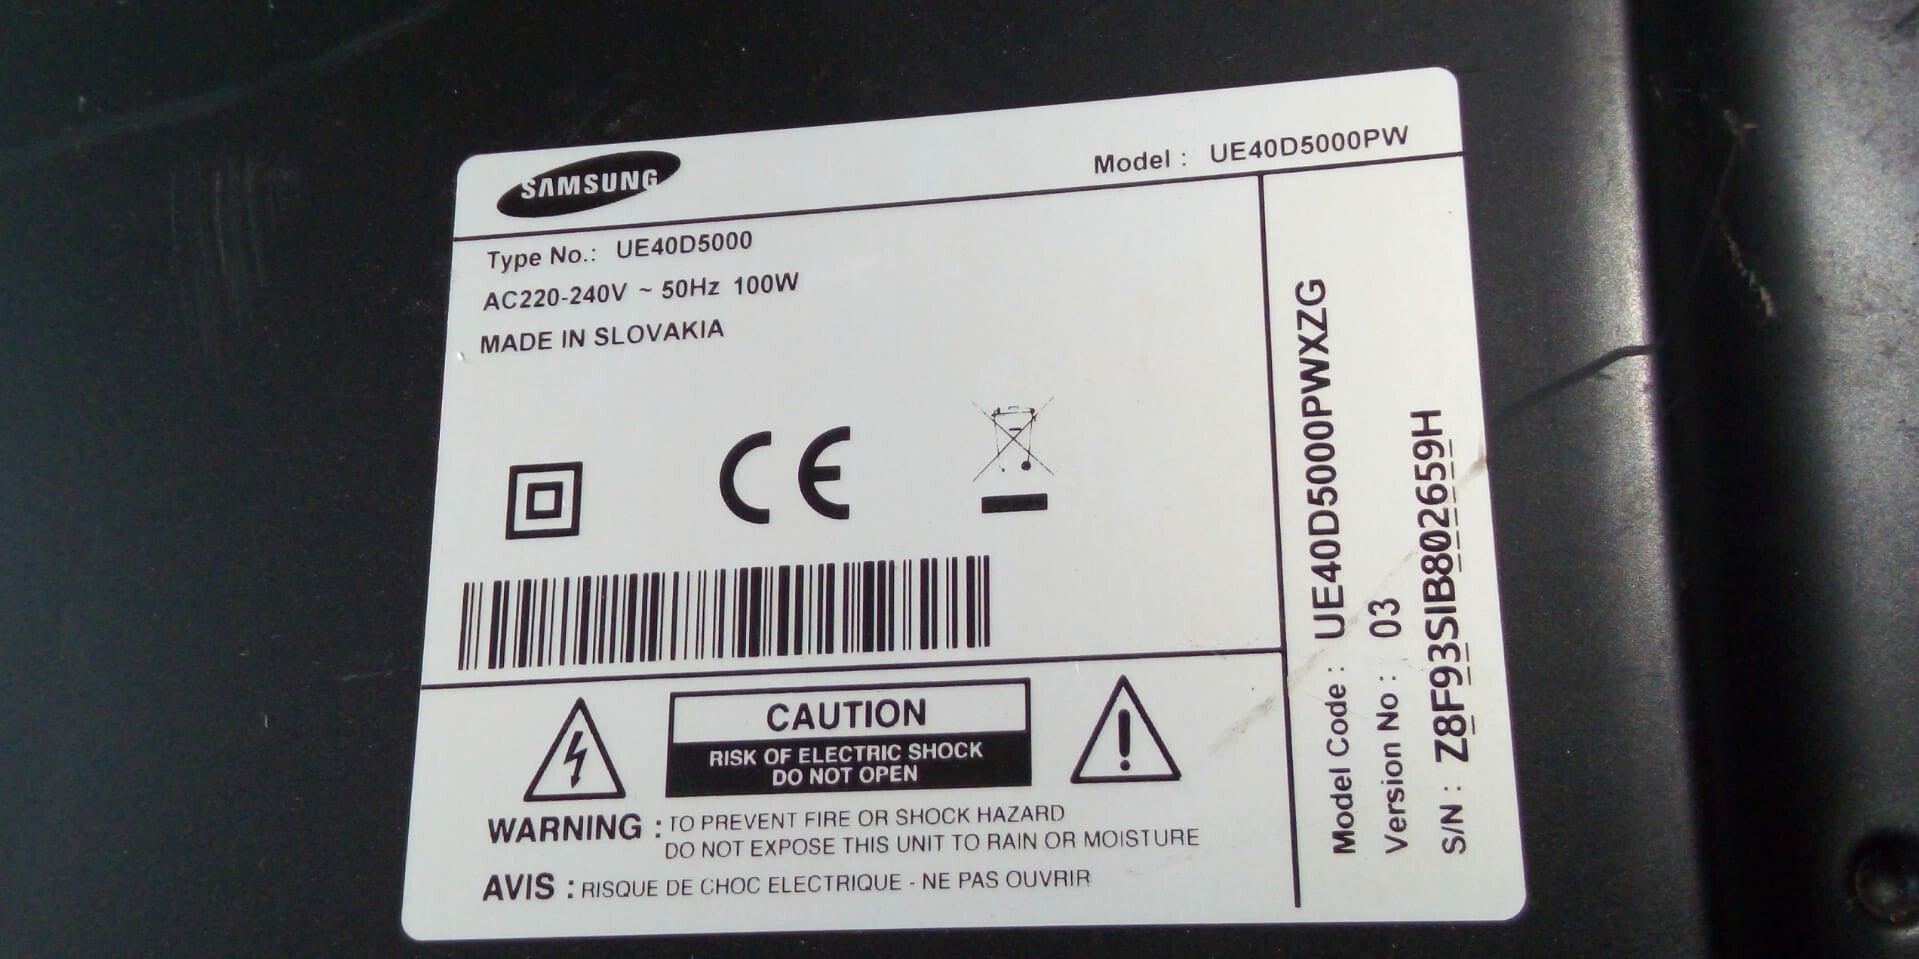 SAMSUNG
Model : UE40D5000PW
Type No.: UE40D5000
AC220-240V ~ 50Hz 100W
MADE IN SLOVAKIA
CE
CAUTION
RISK OF ELECTRIC SHOCK
DO NOT OPEN
WARNING : TO PREVENT FIRE OR SHOCK HAZARD
DO NOT EXPOSE THIS UNIT TO RAIN OR MOISTURE
AVIS : RISQUE DE CHOC ELECTRIQUE - NE PAS OUVRIR
Model Code : UE40D5000PWXZG
Version No : 03
S/N : Z8F93SIB802659H